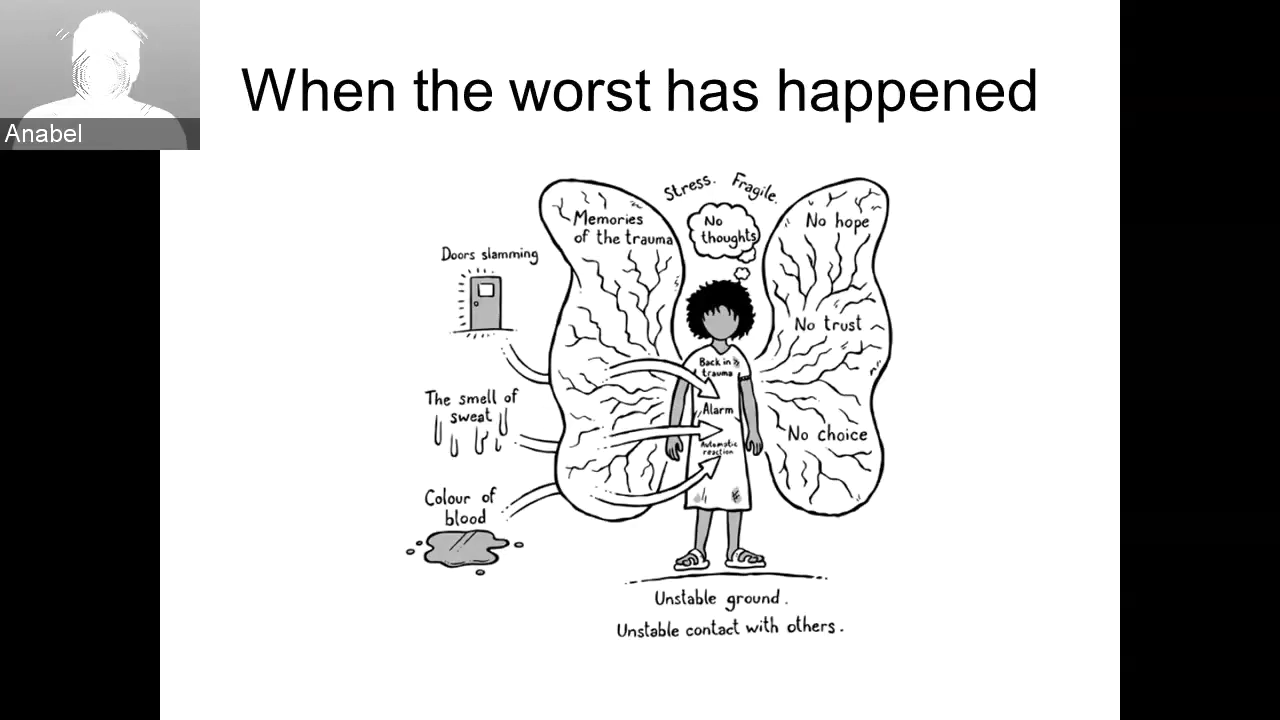 Anabel
When the worst has happened
Stress. Fragile.
No
thoughts
Memories
of the trauma
No hope
Doors slamming
No trust
Back in
trauma
The smell of
sweat
Alarm
Automatic
reaction
No choice
Colour of
blood
Unstable ground.
Unstable contact with others.